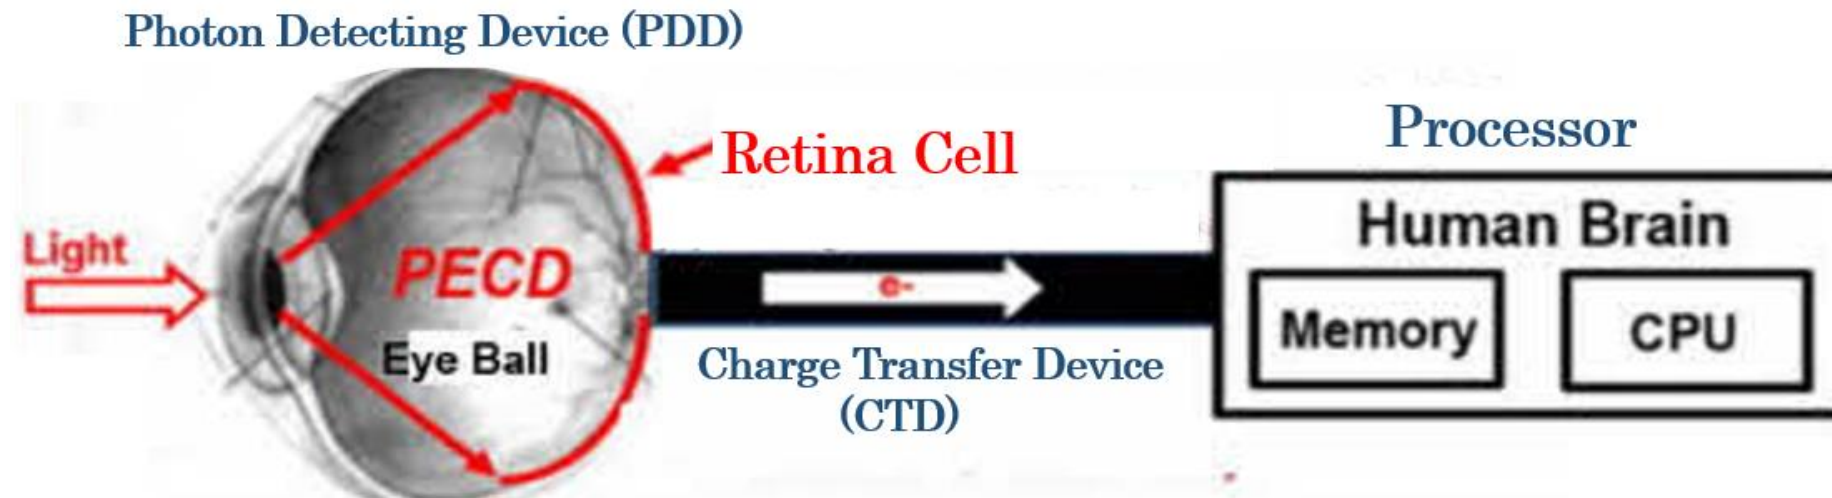 Photon Detecting Device (PDD)
Processor
Retina Cell
Human Brain
Light
PECD
e-
Memory
CPU
Eye Ball
Charge Transfer Device
(CTD)